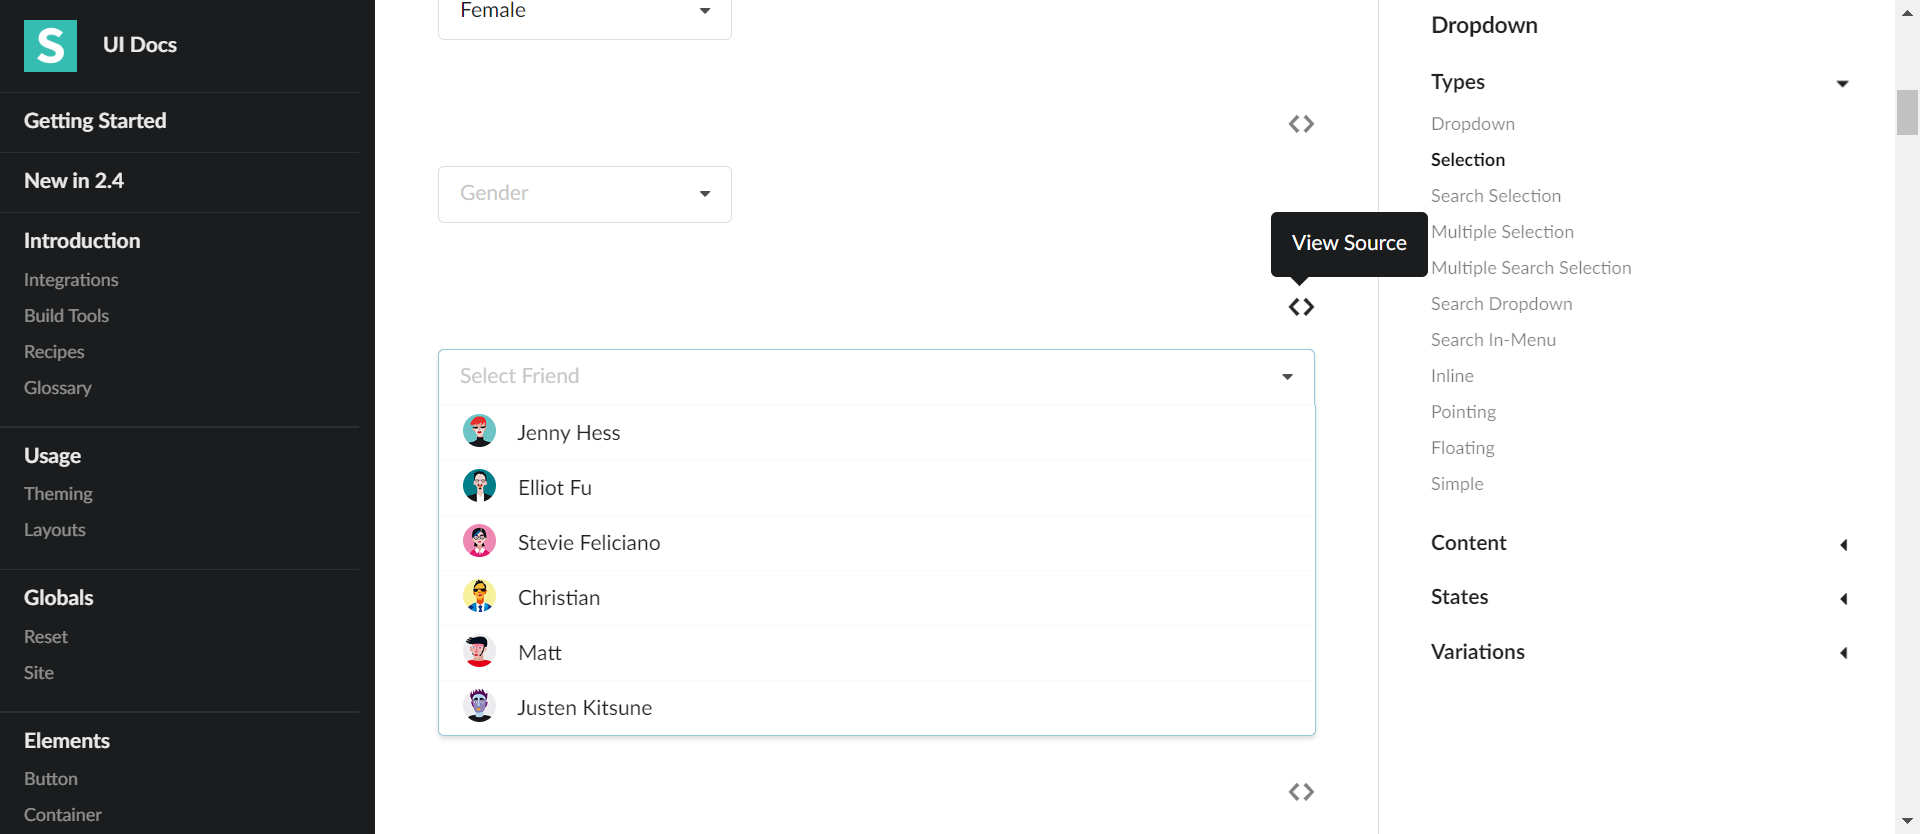 S
UI Docs
Getting Started
New in 2.4
Introduction
Integrations
Build Tools
Recipes
Glossary
Usage
Theming
Layouts
Globals
Reset
Site
Elements
Button
Container
Female
Gender
View Source
Select Friend
Jenny Hess
Elliot Fu
Stevie Feliciano
Christian
Matt
Justen Kitsune
Dropdown
Types
Dropdown
Selection
Search Selection
Multiple Selection
Multiple Search Selection
Search Dropdown
Search In-Menu
Inline
Pointing
Floating
Simple
Content
States
Variations